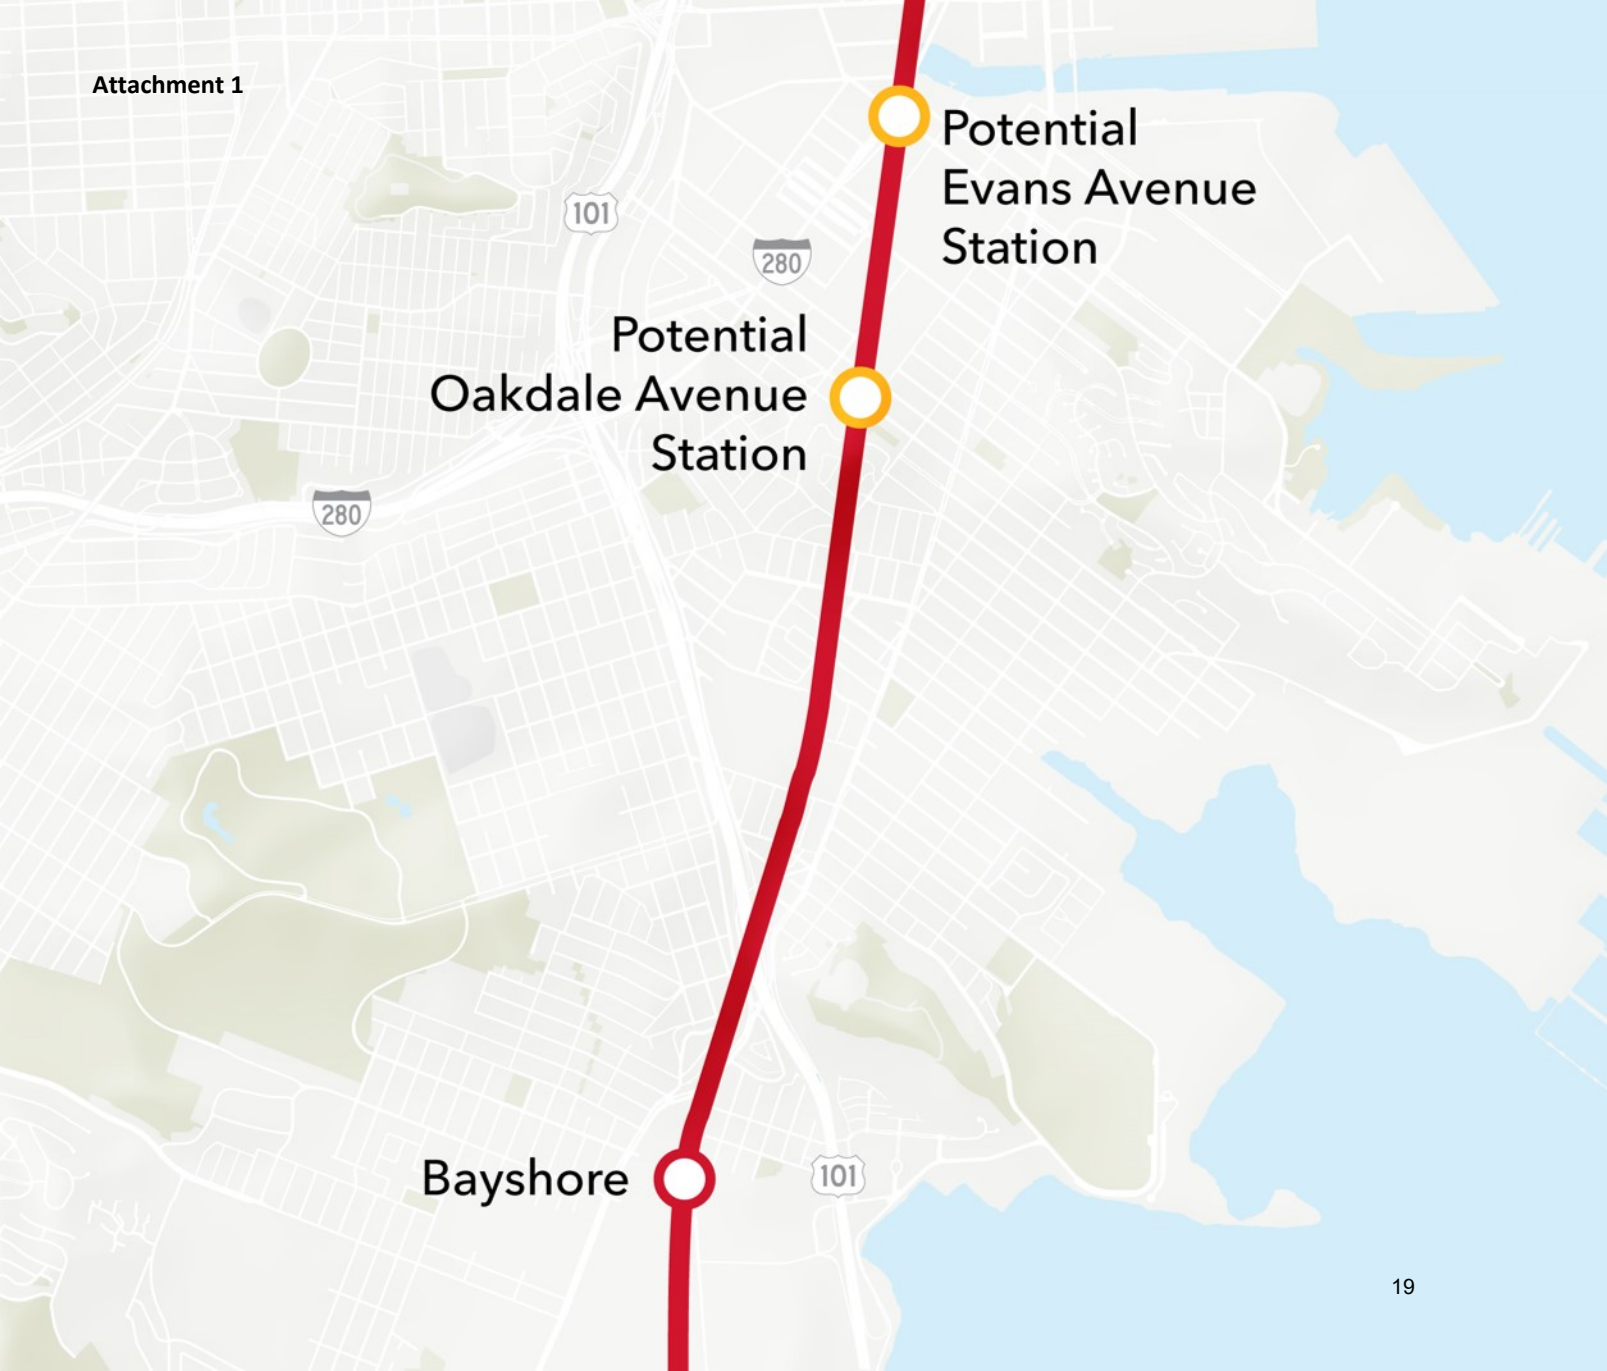 Attachment 1
Potential
Evans Avenue
Station
101
280
Potential
Oakdale Avenue
Station
280
Bayshore
101
19